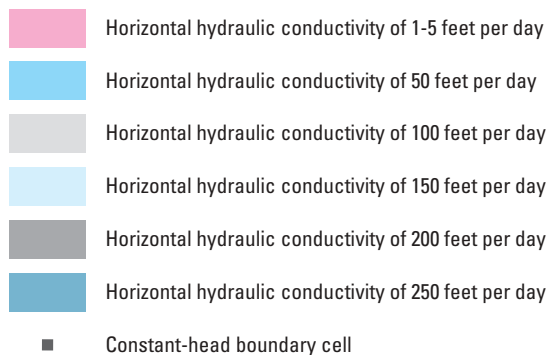 Horizontal hydraulic conductivity of 1-5 feet per day
Horizontal hydraulic conductivity of 50 feet per day
Horizontal hydraulic conductivity of 100 feet per day
Horizontal hydraulic conductivity of 150 feet per day
Horizontal hydraulic conductivity of 200 feet per day
Horizontal hydraulic conductivity of 250 feet per day
Constant-head boundary cell